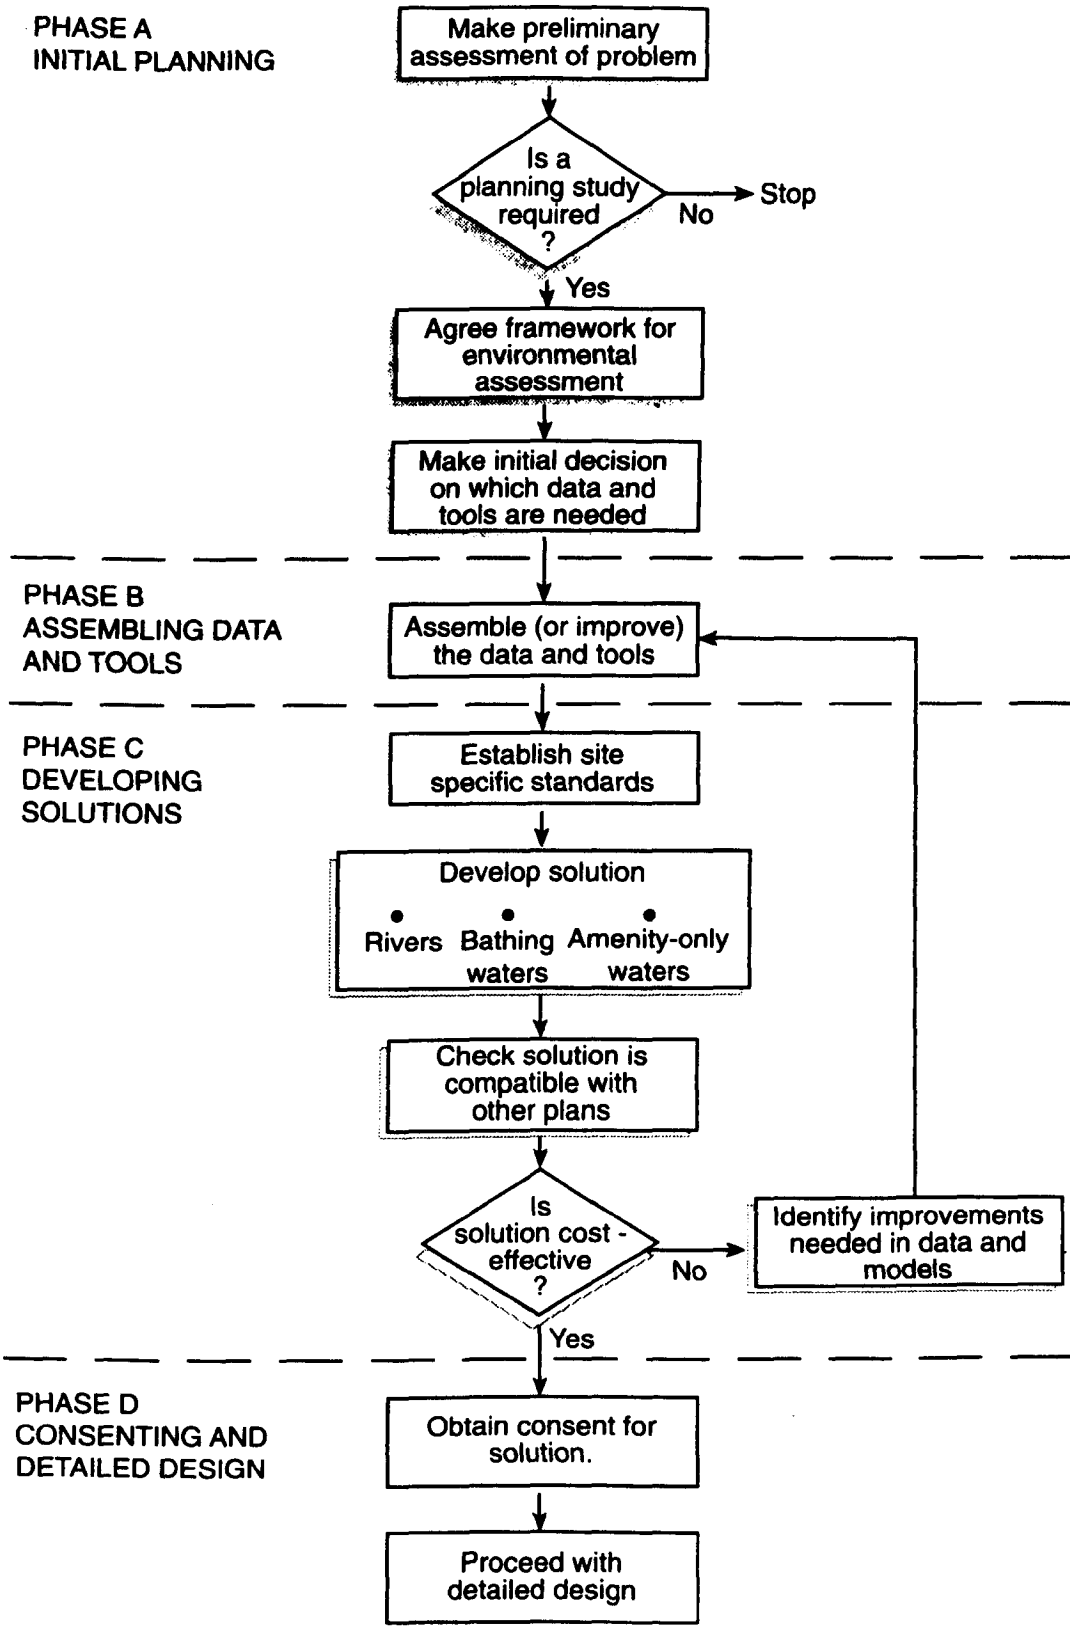 PHASE A
INITIAL PLANNING
Make preliminary
assessment of problem
Is a
planning study
required
?
No
Stop
Yes
Agree framework for
environmental
assessment
Make initial decision
on which data and
tools are needed
PHASE B
ASSEMBLING DATA
AND TOOLS
Assemble (or improve)
the data and tools
PHASE C
DEVELOPING
SOLUTIONS
Establish site
specific standards
Develop solution
• • •
Rivers Bathing Amenity-only
waters waters
Check solution is
compatible with
other plans
Is
solution cost -
effective
?
No
Identify improvements
needed in data and
models
Yes
PHASE D
CONSENTING AND
DETAILED DESIGN
Obtain consent for
solution.
Proceed with
detailed design